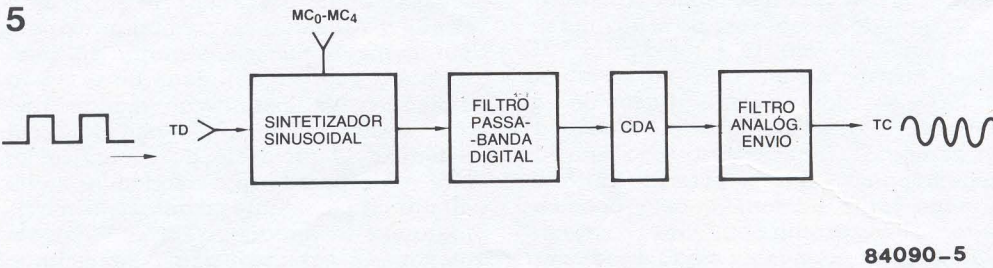 5
MC₀-MC₄
TD
SINTETIZADOR
SINUSOIDAL
FILTRO
PASSA-
-BANDA
DIGITAL
CDA
FILTRO
ANALÓG.
ENVIO
TC
84090-5